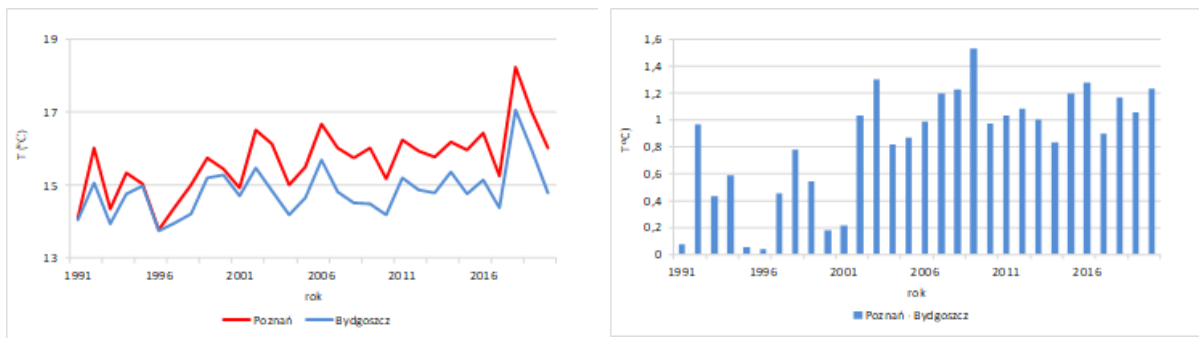 19
17
15
13
T (°C)
1991 1996 2001 2006 2011 2016
rok
Poznań Bydgoszcz
1,6
1,4
1,2
1
0,8
0,6
0,4
0,2
0
T°C)
1991 1996 2001 2006 2011 2016
rok
Poznań - Bydgoszcz